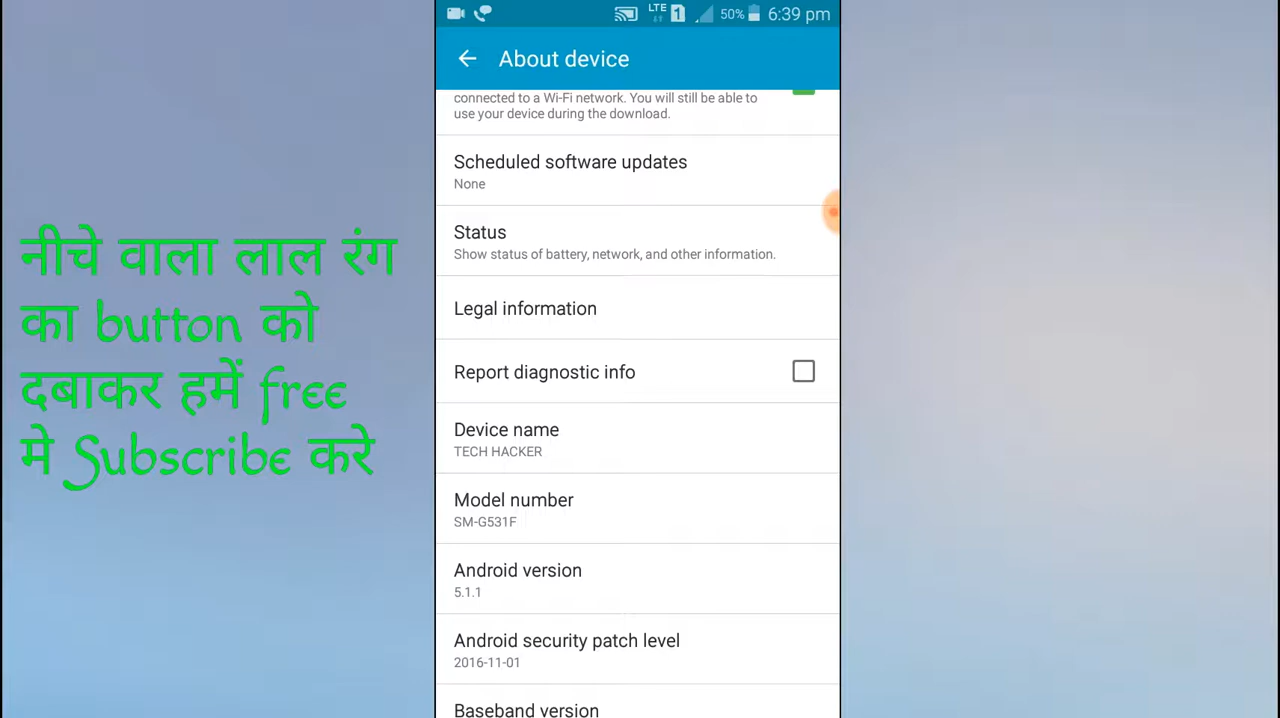 LTE 1 50% 6:39 pm
About device
connected to a Wi-Fi network. You will still be able to
use your device during the download.
Scheduled software updates
None
Status
Show status of battery, network, and other information.
Legal information
Report diagnostic info
Device name
TECH HACKER
Model number
SM-G531F
Android version
5.1.1
Android security patch level
2016-11-01
Baseband version
नीचे वाला लाल रंग
का button को
दबाकर हमें free
मे Subscribe करे